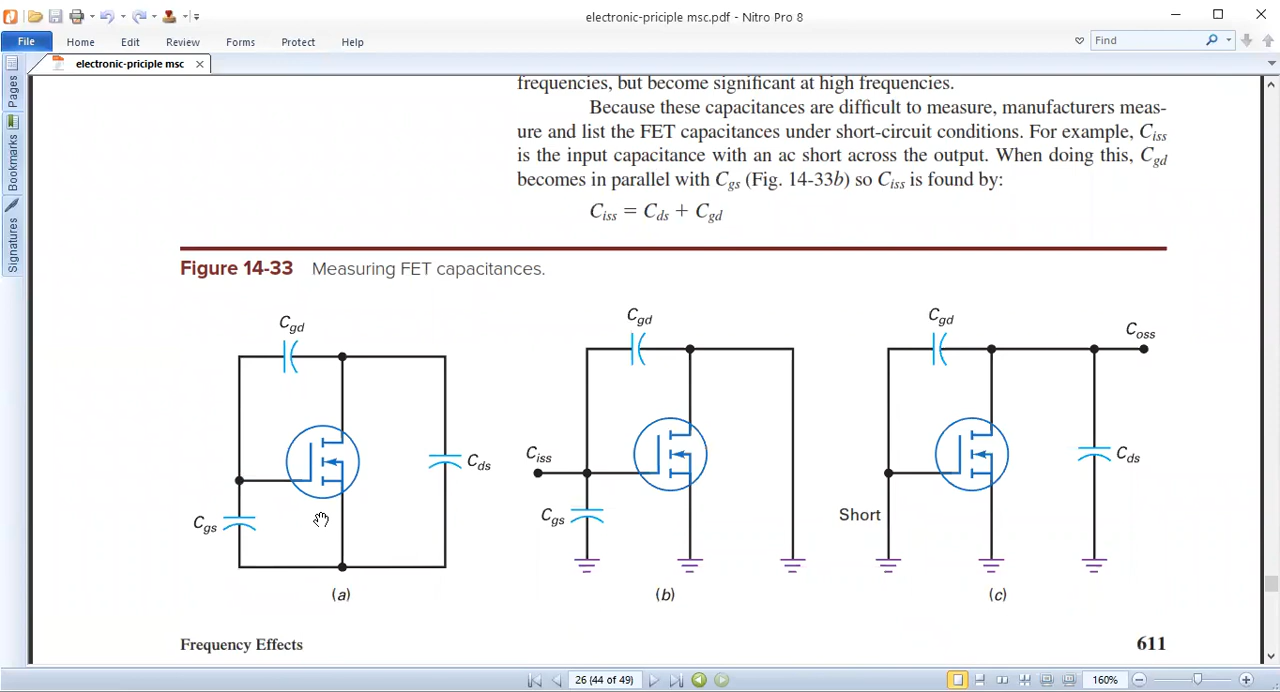 electronic-priciple msc.pdf - Nitro Pro 8
File Home Edit Review Forms Protect Help Find
electronic-priciple msc
Pages
Bookmarks
Signatures
frequencies, but become significant at high frequencies.
Because these capacitances are difficult to measure, manufacturers meas-
ure and list the FET capacitances under short-circuit conditions. For example, Ciss
is the input capacitance with an ac short across the output. When doing this, Cgd
becomes in parallel with Cgs (Fig. 14-33b) so Ciss is found by:
Ciss = Cds + Cgd
Figure 14-33 Measuring FET capacitances.
Cgd
Cds
Cgs
(a)
Cgd
Ciss
Cgs
(b)
Cgd
Coss
Cds
Short
(c)
Frequency Effects 611
26 (44 of 49) 160%